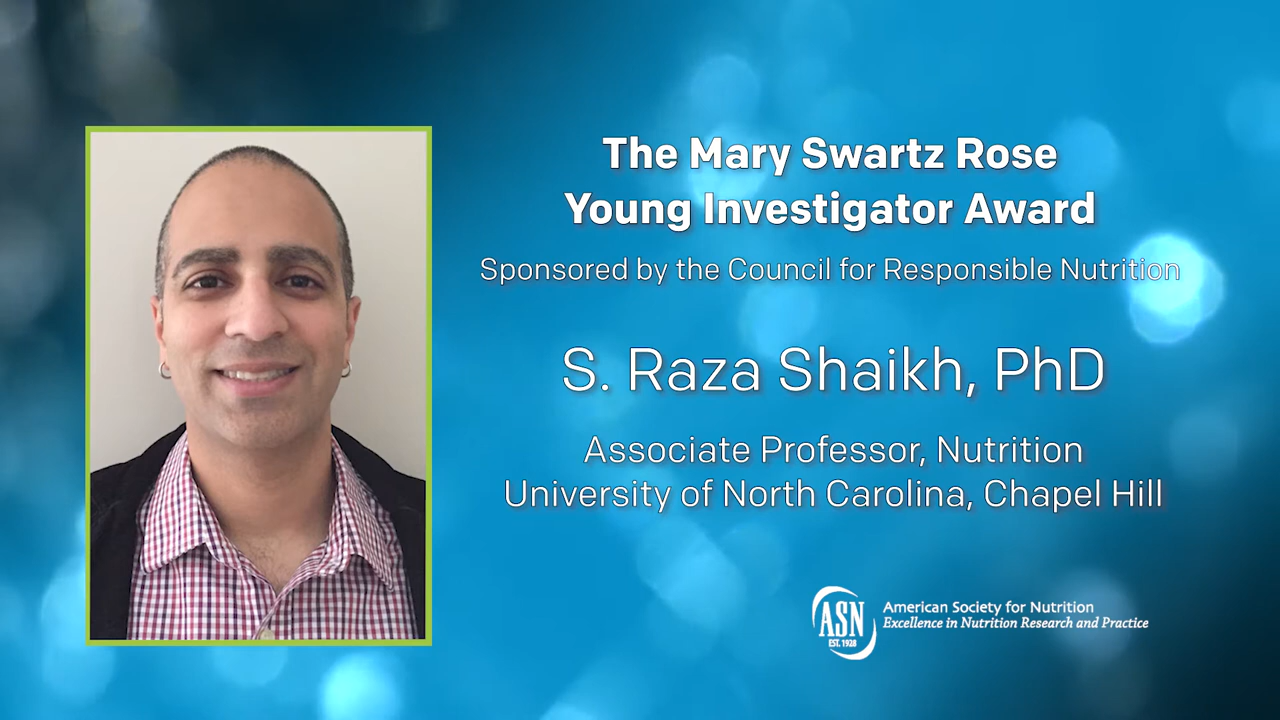 The Mary Swartz Rose
Young Investigator Award
Sponsored by the Council for Responsible Nutrition
S. Raza Shaikh, PhD
Associate Professor, Nutrition
University of North Carolina, Chapel Hill
ASN
EST. 1928
American Society for Nutrition
Excellence in Nutrition Research and Practice